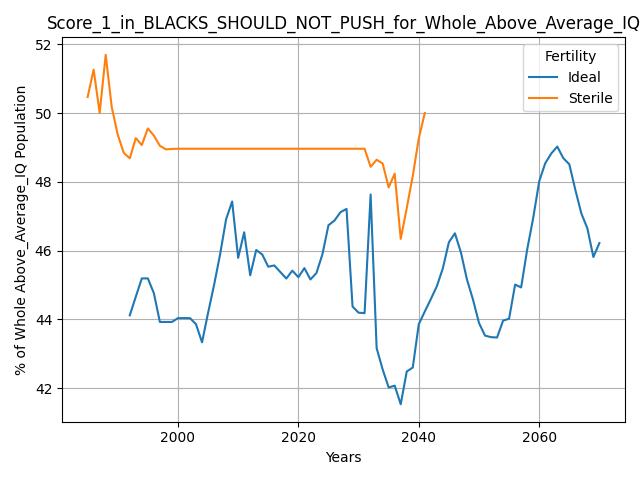 Score_1_in_BLACKS_SHOULD_NOT_PUSH_for_Whole_Above_Average_IQ
% of Whole Above_Average_IQ Population
52
50
48
46
44
42
Fertility
Ideal
Sterile
2000
2020
2040
2060
Years